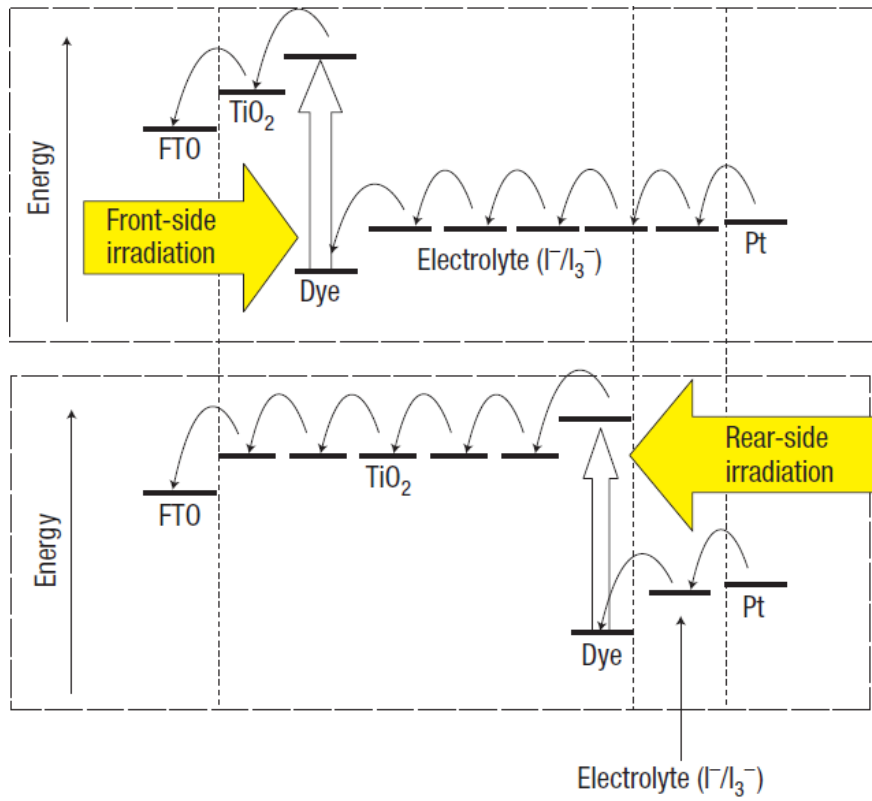 Energy
TiO₂
FTO
Front-side
irradiation
Dye
Electrolyte (I⁻/I₃⁻)
Pt
Energy
TiO₂
FTO
Rear-side
irradiation
Dye
Pt
Electrolyte (I⁻/I₃⁻)